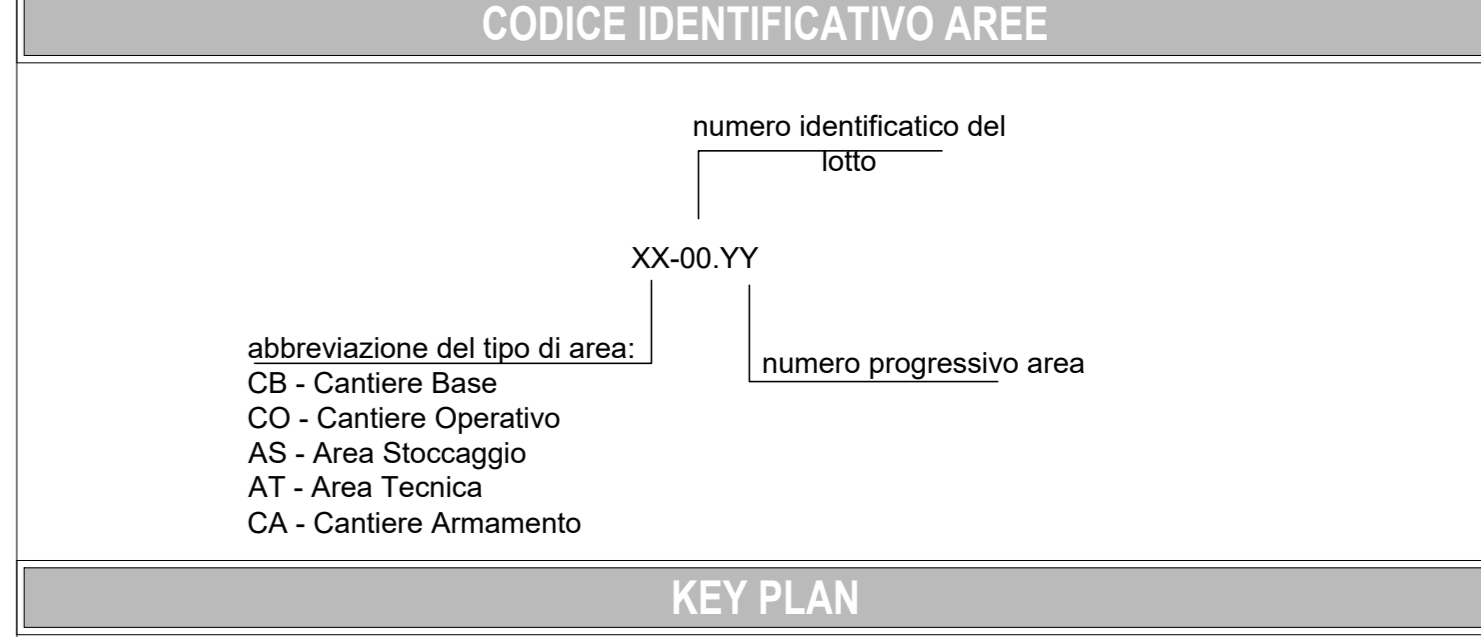 CODICE IDENTIFICATIVO AREE
numero identificatico del
lotto
XX-00.YY
abbreviazione del tipo di area:
numero progressivo area
CB - Cantiere Base
CO - Cantiere Operativo
AS - Area Stoccaggio
AT - Area Tecnica
CA - Cantiere Armamento
KEY PLAN